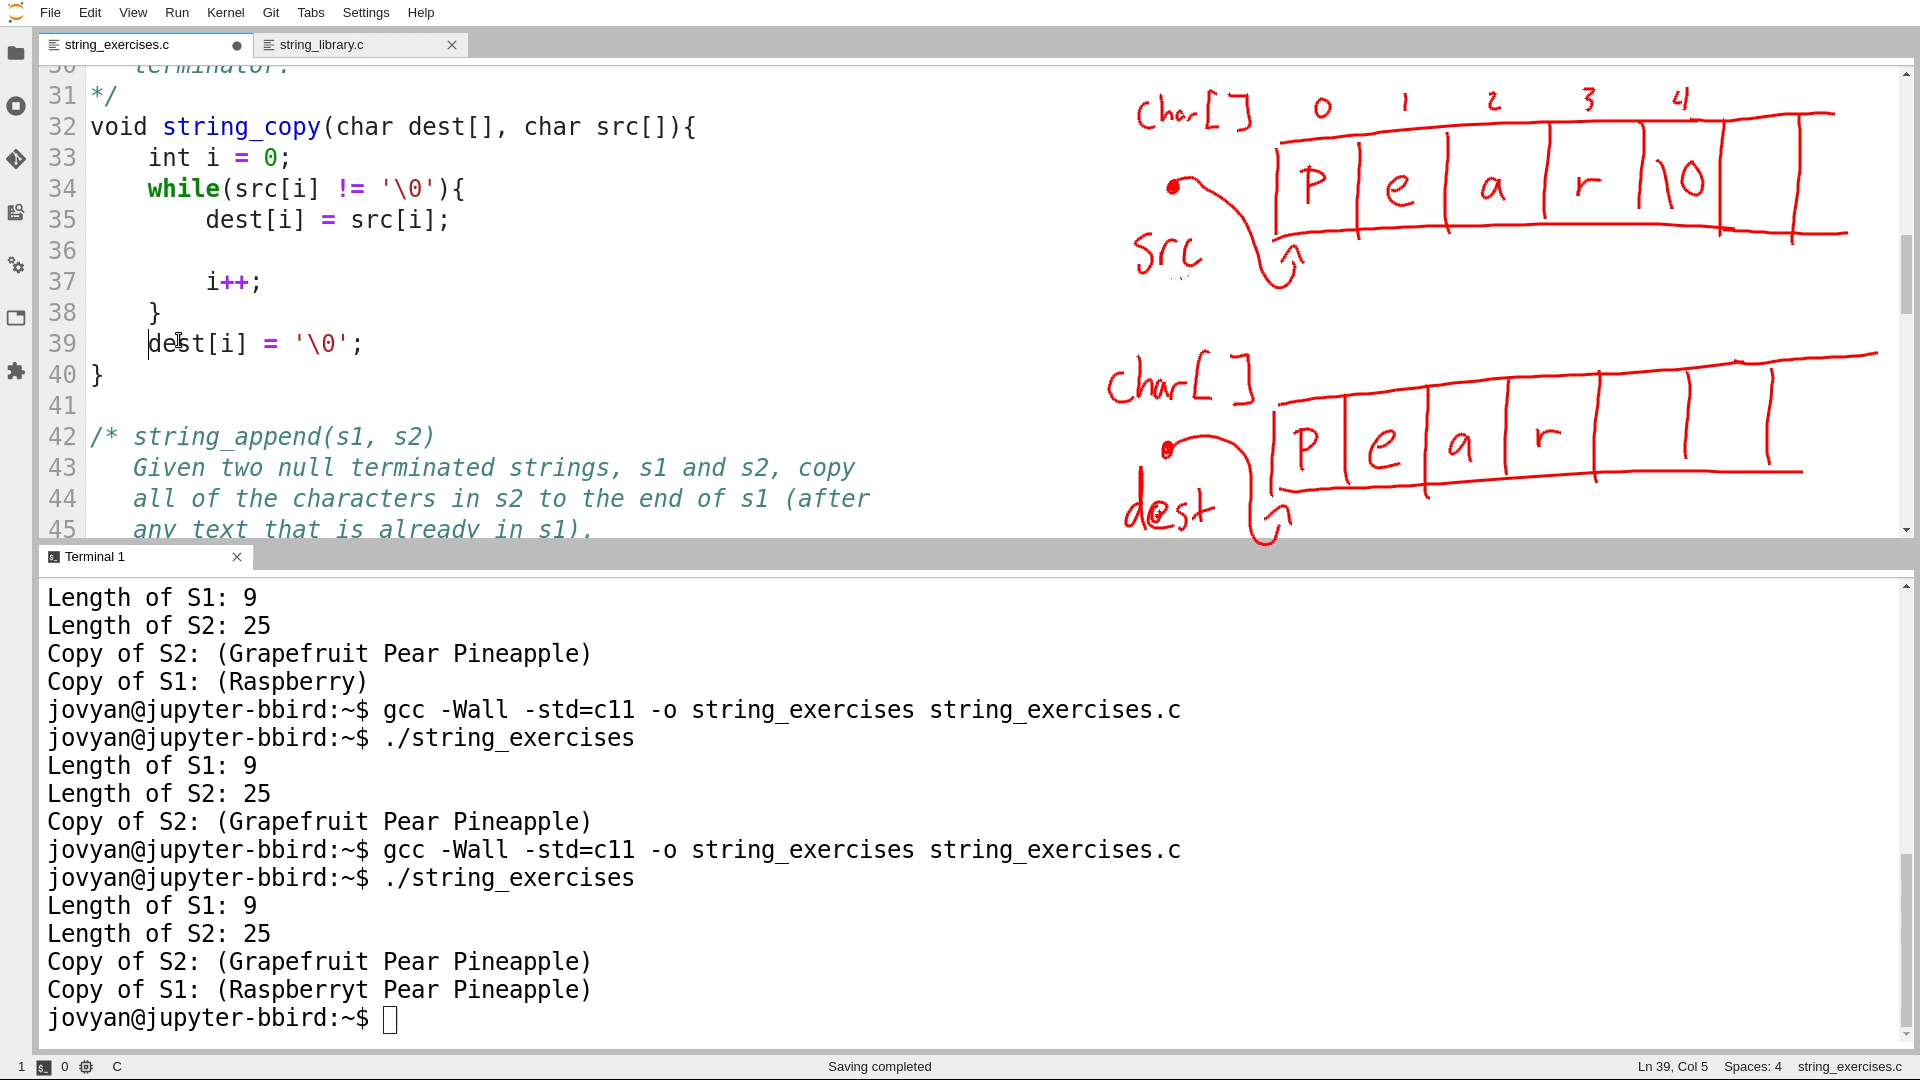 File Edit View Run Kernel Git Tabs Settings Help
string_exercises.c
string_library.c
30 terminator.
31 */
32 void string_copy(char dest[], char src[]){
33 int i = 0;
34 while(src[i] != '\0'){
35 dest[i] = src[i];
36
37 i++;
38 }
39 dest[i] = '\0';
40 }
41
42 /* string_append(s1, s2)
43 Given two null terminated strings, s1 and s2, copy
44 all of the characters in s2 to the end of s1 (after
45 any text that is already in s1).
char[] 0 1 2 3 4
P e a r \0
src
char[]
P e a r
dest
Terminal 1
Length of S1: 9
Length of S2: 25
Copy of S2: (Grapefruit Pear Pineapple)
Copy of S1: (Raspberry)
jovyan@jupyter-bbird:~$ gcc -Wall -std=c11 -o string_exercises string_exercises.c
jovyan@jupyter-bbird:~$ ./string_exercises
Length of S1: 9
Length of S2: 25
Copy of S2: (Grapefruit Pear Pineapple)
jovyan@jupyter-bbird:~$ gcc -Wall -std=c11 -o string_exercises string_exercises.c
jovyan@jupyter-bbird:~$ ./string_exercises
Length of S1: 9
Length of S2: 25
Copy of S2: (Grapefruit Pear Pineapple)
Copy of S1: (Raspberryt Pear Pineapple)
jovyan@jupyter-bbird:~$
1 0 C Saving completed Ln 39, Col 5 Spaces: 4 string_exercises.c